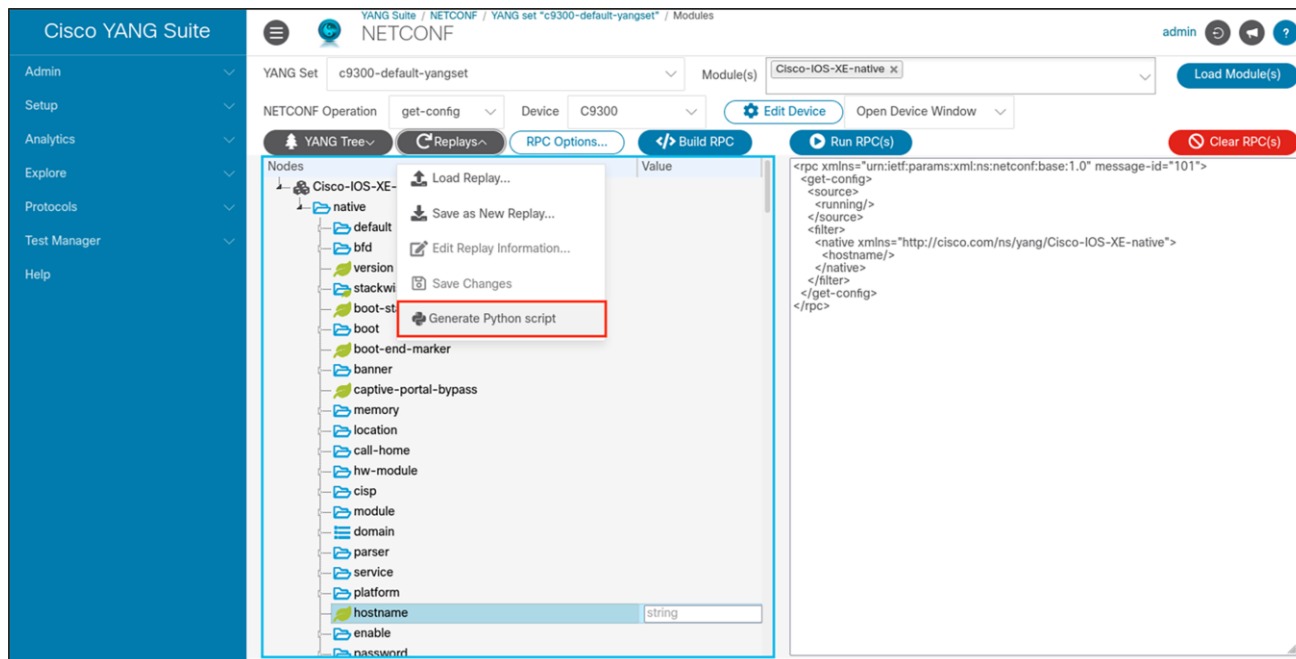 Cisco YANG Suite
YANG Suite / NETCONF / YANG set "c9300-default-yangset" / Modules
NETCONF
admin
?
Admin
Setup
Analytics
Explore
Protocols
Test Manager
Help
YANG Set c9300-default-yangset Module(s) Cisco-IOS-XE-native x Load Module(s)
NETCONF Operation get-config Device C9300 Edit Device Open Device Window
YANG Tree Replays RPC Options... </> Build RPC Run RPC(s) Clear RPC(s)
Nodes Value
Cisco-IOS-XE-
native
default
bfd
version
stackwi
boot-st
boot
boot-end-marker
banner
captive-portal-bypass
memory
location
call-home
hw-module
cisp
module
domain
parser
service
platform
hostname string
enable
password
Load Replay...
Save as New Replay...
Edit Replay Information...
Save Changes
Generate Python script
<rpc xmlns="urn:ietf:params:xml:ns:netconf:base:1.0" message-id="101">
<get-config>
<source>
<running/>
</source>
<filter>
<native xmlns="http://cisco.com/ns/yang/Cisco-IOS-XE-native">
<hostname/>
</native>
</filter>
</get-config>
</rpc>